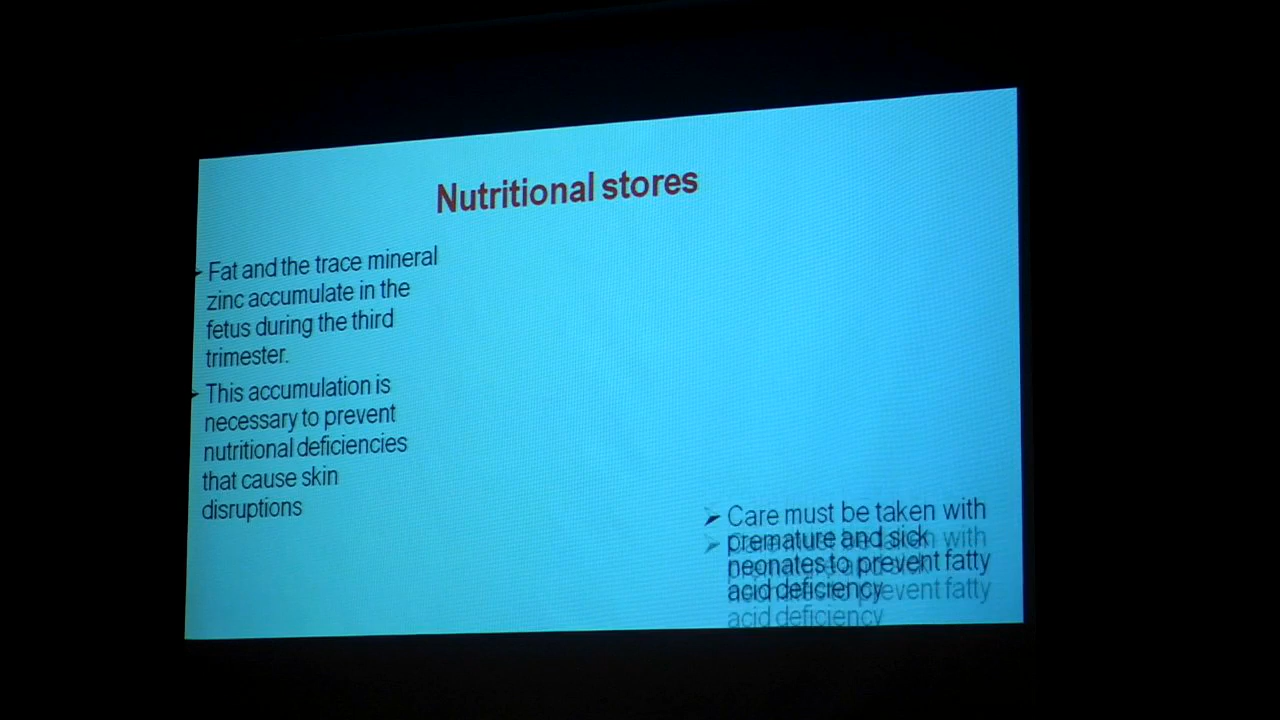 Nutritional stores
Fat and the trace mineral
zinc accumulate in the
fetus during the third
trimester.
This accumulation is
necessary to prevent
nutritional deficiencies
that cause skin
disruptions
Care must be taken with
premature and sick
neonates to prevent fatty
acid deficiency